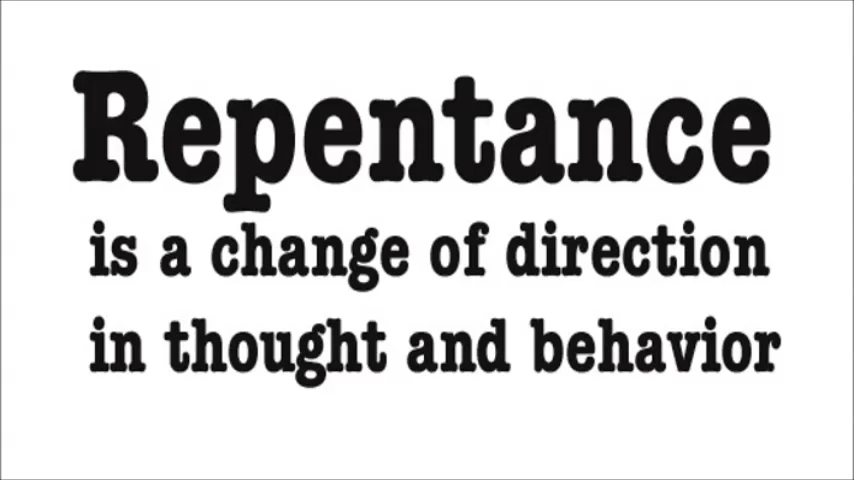 Repentance
is a change of direction
in thought and behavior